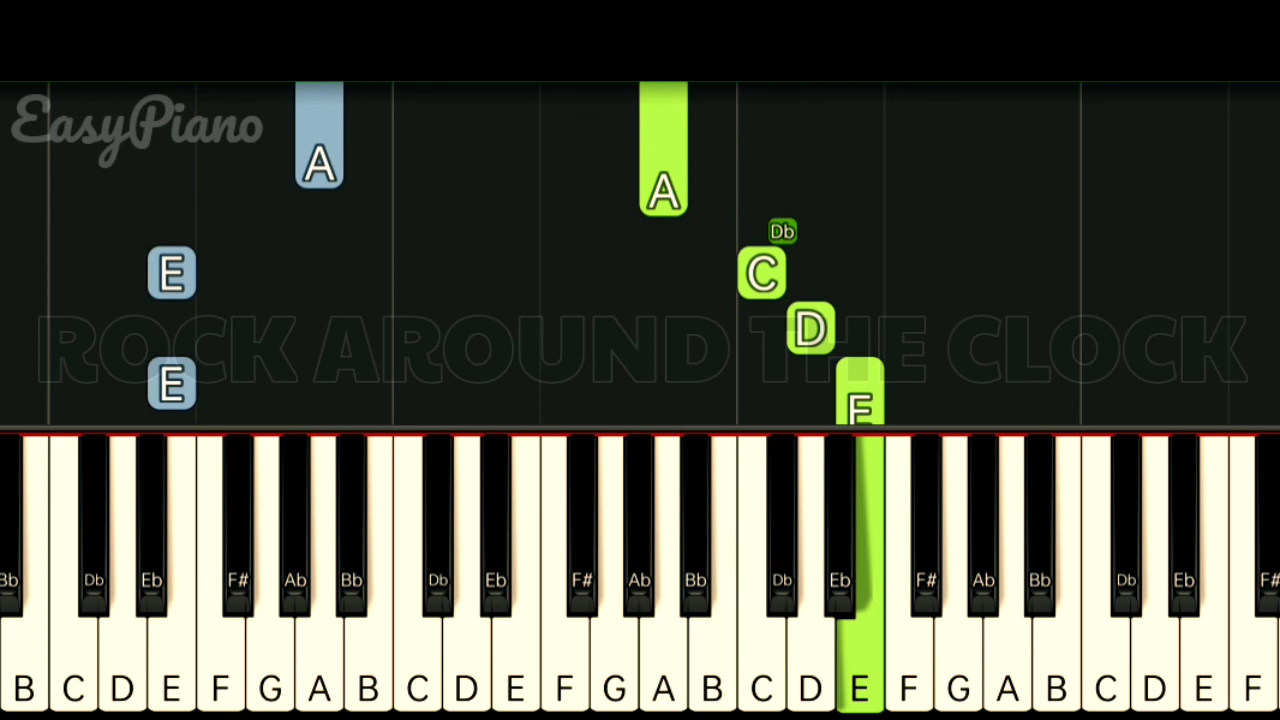 EasyPiano
A
A
Db
E
C
D
ROCK AROUND THE CLOCK
E
E
Bb Db Eb F# Ab Bb Db Eb F# Ab Bb Db Eb F# Ab Bb Db Eb F#
B C D E F G A B C D E F G A B C D E F G A B C D E F